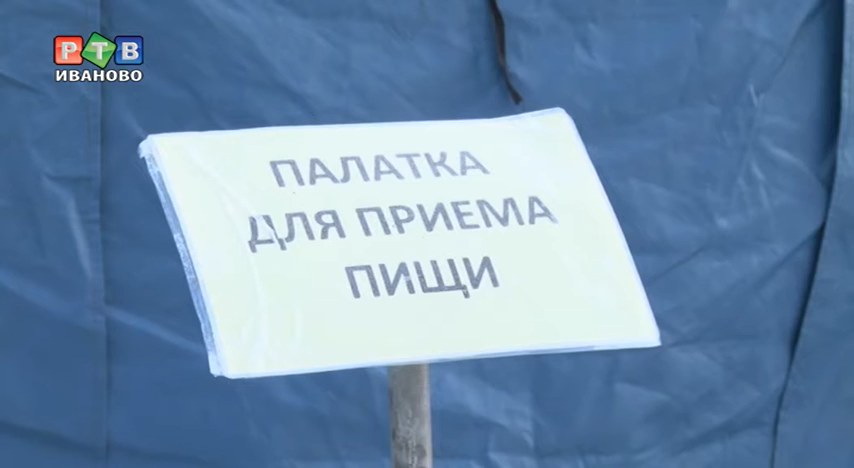 РТВ
ИВАНОВО
ПАЛАТКА
ДЛЯ ПРИЕМА
ПИЩИ